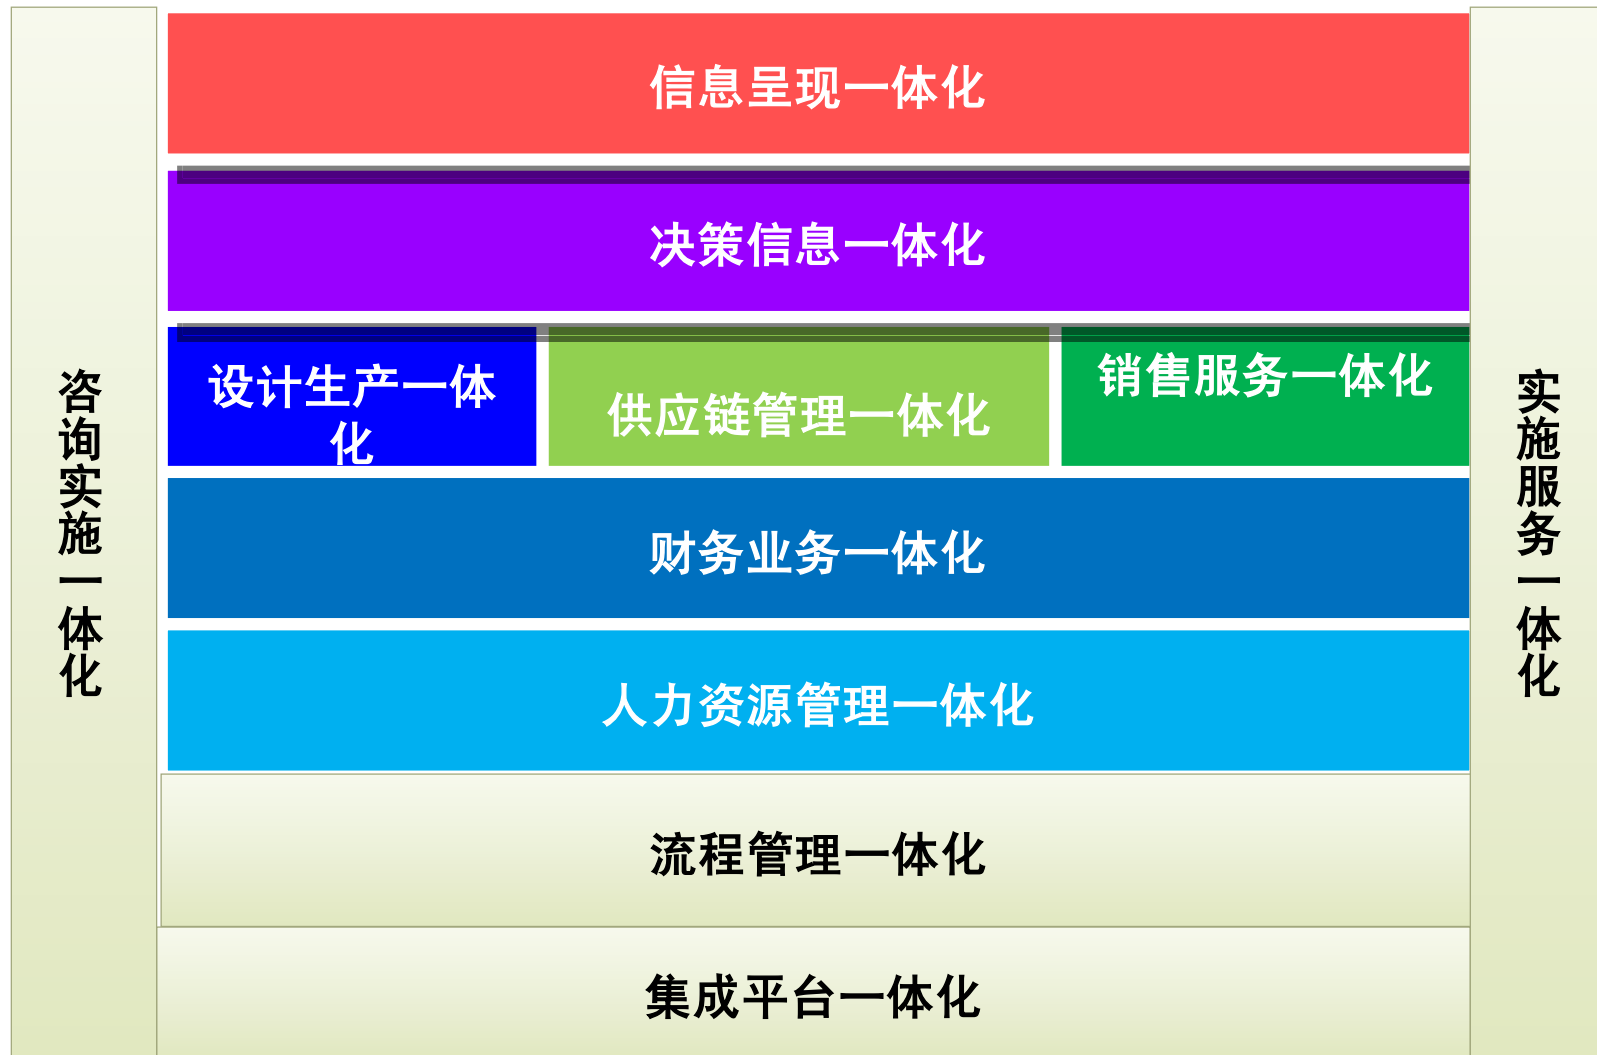 信息呈现一体化
决策信息一体化
设计生产一体
化
供应链管理一体化
销售服务一体化
财务业务一体化
人力资源管理一体化
流程管理一体化
集成平台一体化
咨询实施一体化
实施服务一体化